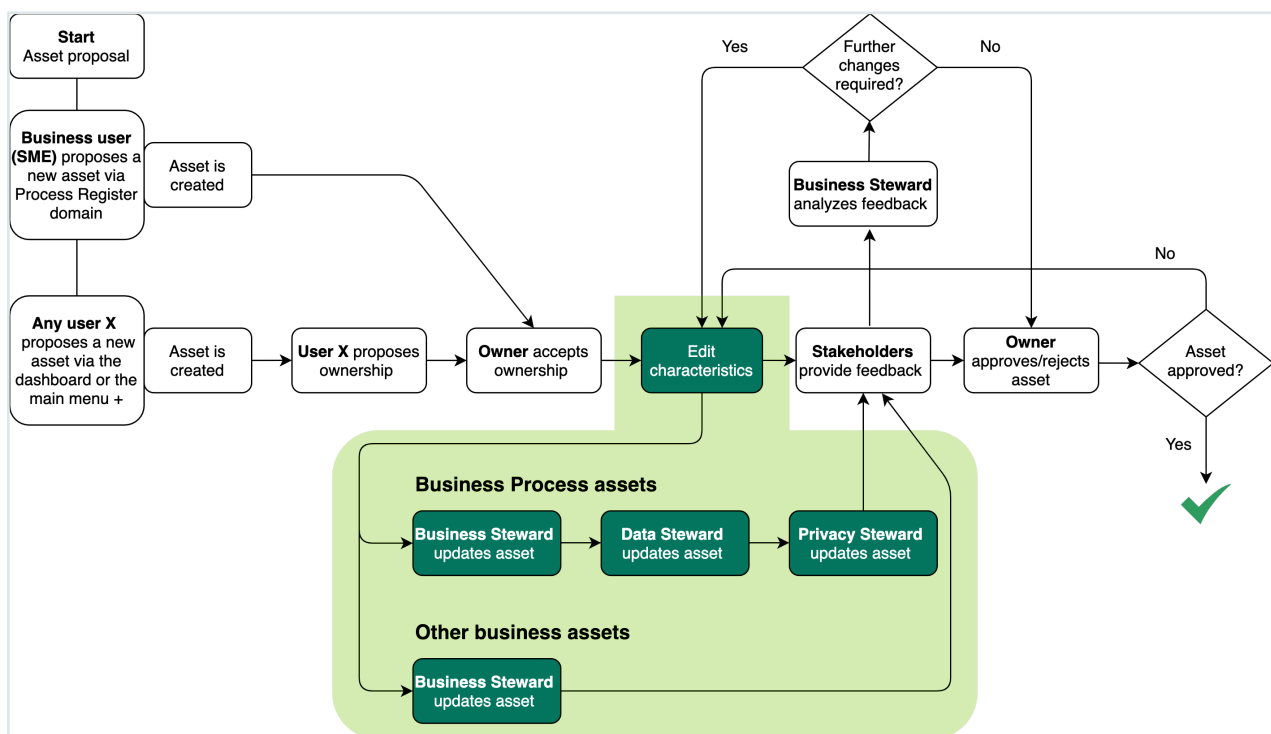 Start
Asset proposal
Business user
(SME) proposes a
new asset via
Process Register
domain
Asset is
created
Any user X
proposes a new
asset via the
dashboard or the
main menu +
Asset is
created
User X proposes
ownership
Owner accepts
ownership
Edit
characteristics
Stakeholders
provide feedback
Business Steward
analyzes feedback
Further
changes
required?
Yes
No
Owner
approves/rejects
asset
Asset
approved?
No
Yes
Business Process assets
Business Steward
updates asset
Data Steward
updates asset
Privacy Steward
updates asset
Other business assets
Business Steward
updates asset